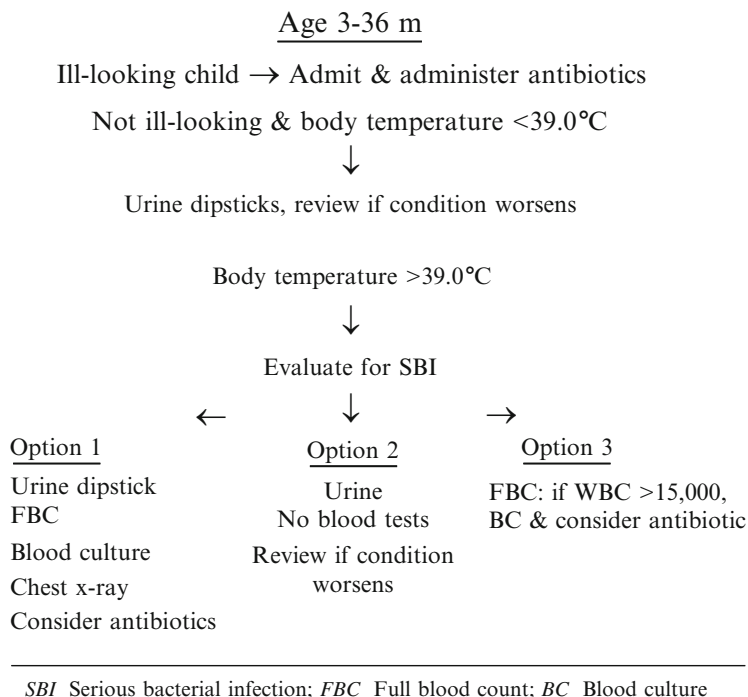 Age 3-36 m
Ill-looking child → Admit & administer antibiotics
Not ill-looking & body temperature <39.0°C
↓
Urine dipsticks, review if condition worsens
Body temperature >39.0°C
↓
Evaluate for SBI
← ↓ →
Option 1
Urine dipstick
FBC
Blood culture
Chest x-ray
Consider antibiotics
Option 2
Urine
No blood tests
Review if condition
worsens
Option 3
FBC: if WBC >15,000,
BC & consider antibiotic
SBI Serious bacterial infection; FBC Full blood count; BC Blood culture